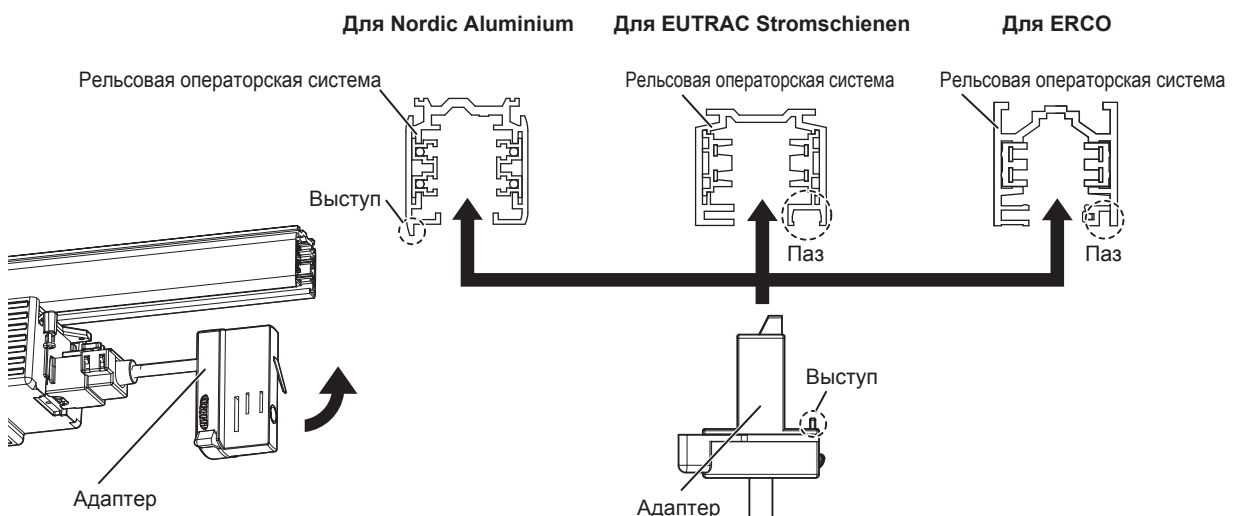 Для Nordic Aluminium
Для EUTRAC Stromschienen
Для ERCO
Рельсовая операторская система
Рельсовая операторская система
Рельсовая операторская система
Выступ
Паз
Паз
Выступ
Адаптер
Адаптер